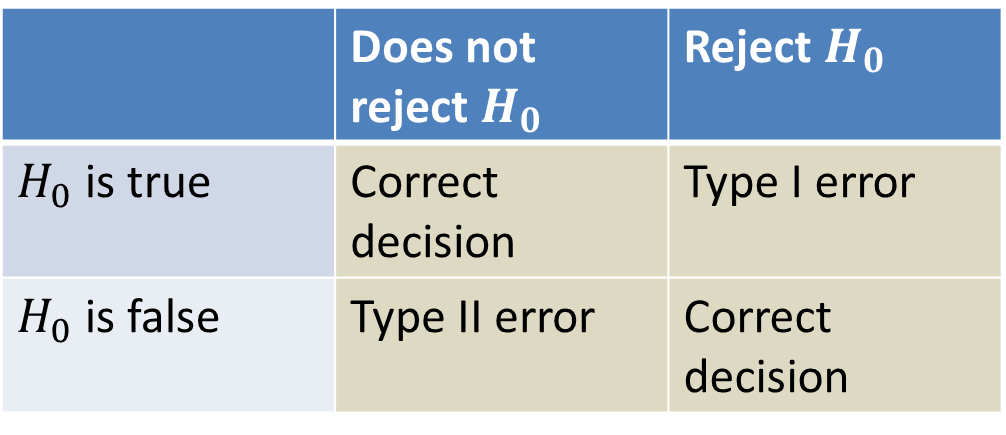 Does not
reject H₀
Reject H₀
H₀ is true
Correct
decision
Type I error
H₀ is false
Type II error
Correct
decision